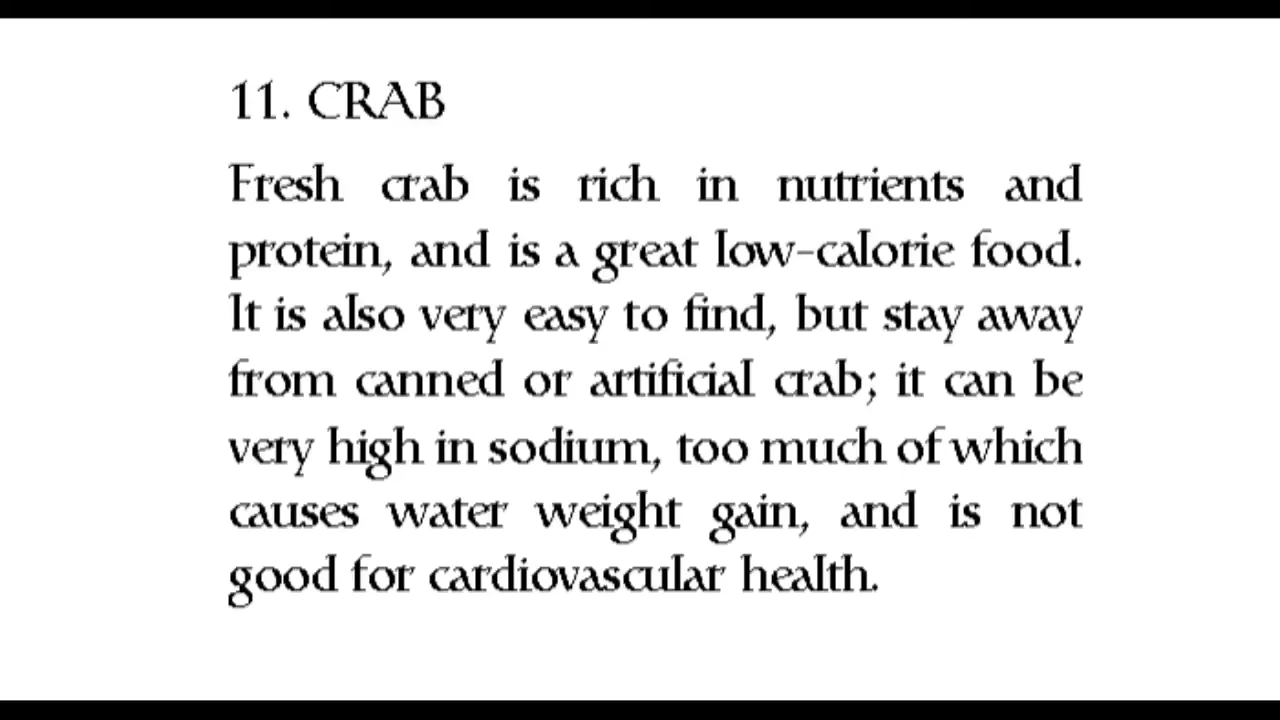 11. CRAB
Fresh crab is rich in nutrients and
protein, and is a great low-calorie food.
It is also very easy to find, but stay away
from canned or artificial crab; it can be
very high in sodium, too much of which
causes water weight gain, and is not
good for cardiovascular health.